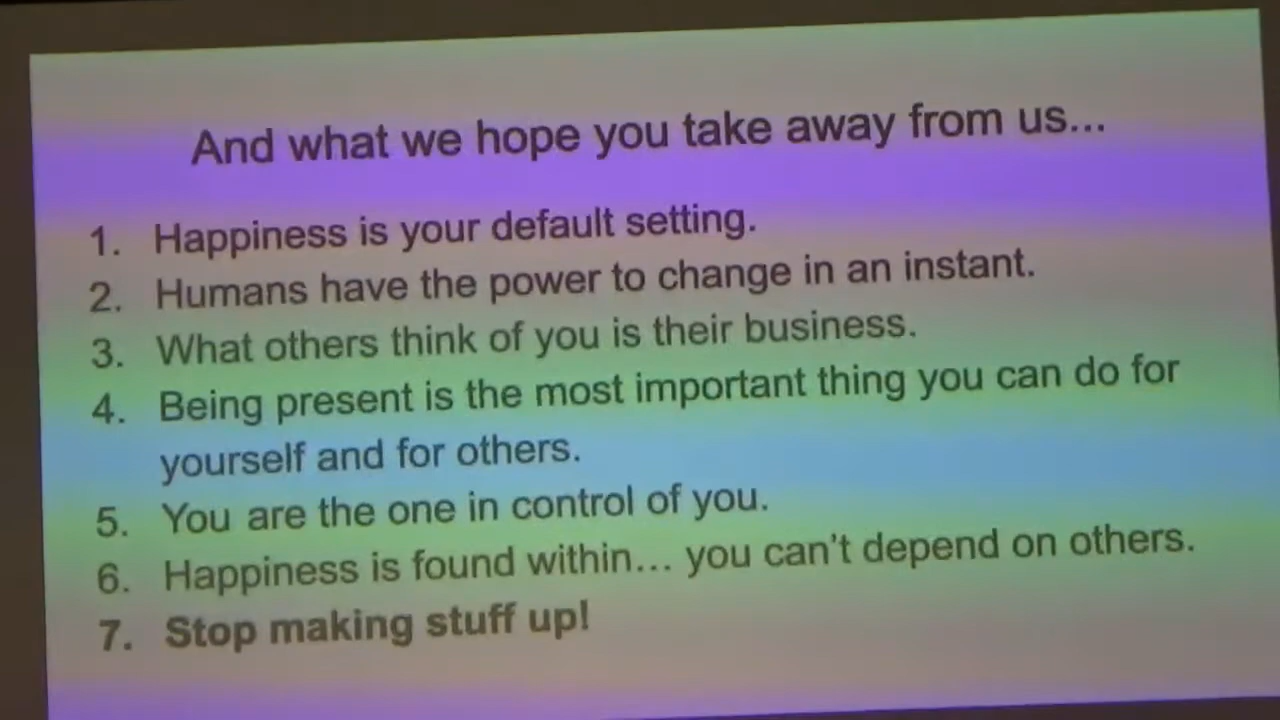 And what we hope you take away from us...
1. Happiness is your default setting.
2. Humans have the power to change in an instant.
3. What others think of you is their business.
4. Being present is the most important thing you can do for
yourself and for others.
5. You are the one in control of you.
6. Happiness is found within... you can't depend on others.
7. Stop making stuff up!